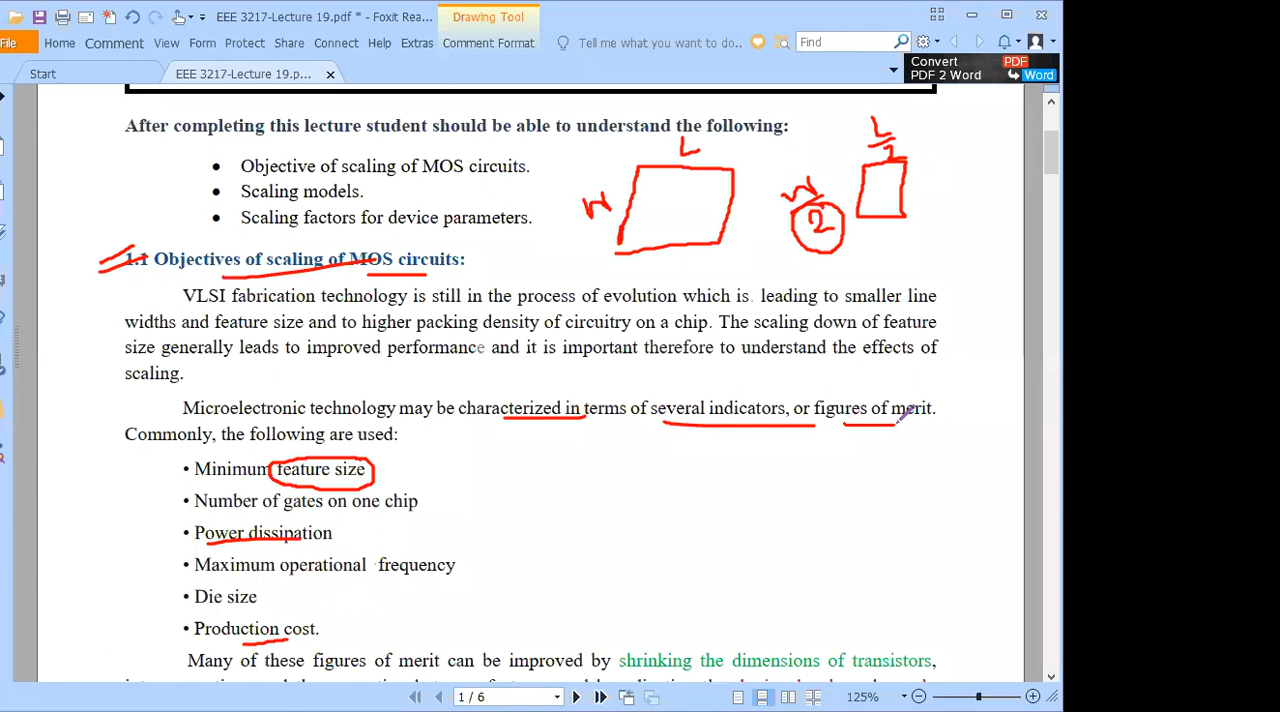 EEE 3217-Lecture 19.pdf * - Foxit Rea...
Drawing Tool
File
Home
Comment
View
Form
Protect
Share
Connect
Help
Extras
Comment Format
Tell me what you want to do..
Find
Start
EEE 3217-Lecture 19.p...
Convert
PDF 2 Word
PDF
Word
After completing this lecture student should be able to understand the following:
L
L
2
W
W
2
• Objective of scaling of MOS circuits.
• Scaling models.
• Scaling factors for device parameters.
1.1 Objectives of scaling of MOS circuits:
VLSI fabrication technology is still in the process of evolution which is. leading to smaller line
widths and feature size and to higher packing density of circuitry on a chip. The scaling down of feature
size generally leads to improved performance and it is important therefore to understand the effects of
scaling.
Microelectronic technology may be characterized in terms of several indicators, or figures of merit.
Commonly, the following are used:
• Minimum feature size
• Number of gates on one chip
• Power dissipation
• Maximum operational frequency
• Die size
• Production cost.
Many of these figures of merit can be improved by shrinking the dimensions of transistors,
1 / 6
125%